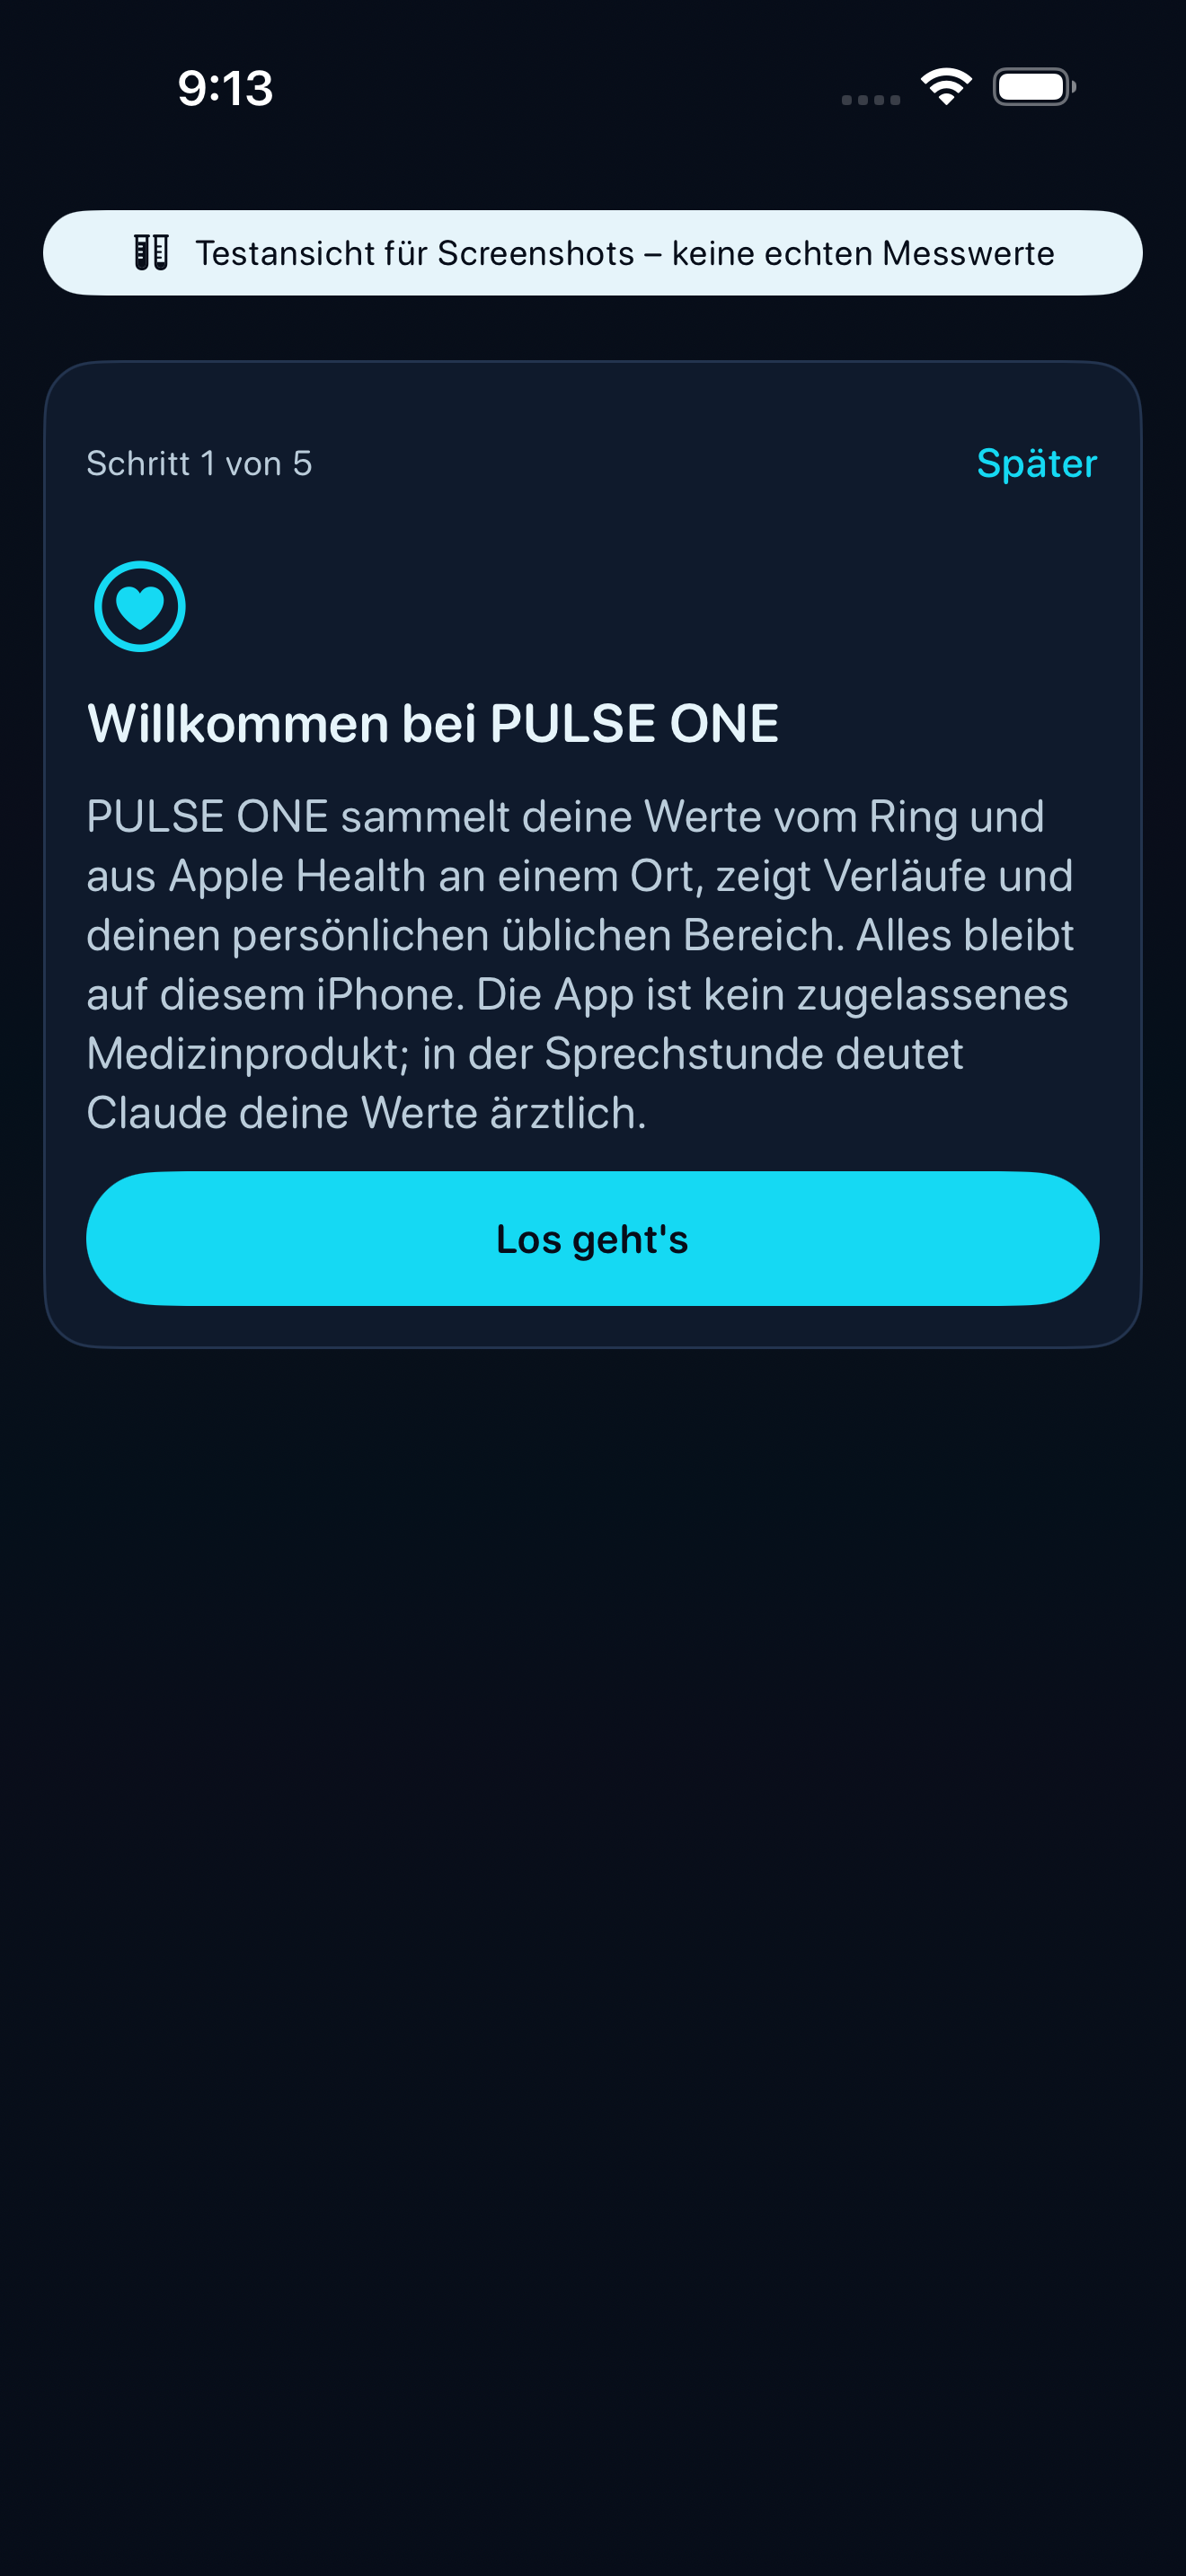 9:13
Testansicht für Screenshots – keine echten Messwerte
Schritt 1 von 5
Später
Willkommen bei PULSE ONE
PULSE ONE sammelt deine Werte vom Ring und
aus Apple Health an einem Ort, zeigt Verläufe und
deinen persönlichen üblichen Bereich. Alles bleibt
auf diesem iPhone. Die App ist kein zugelassenes
Medizinprodukt; in der Sprechstunde deutet
Claude deine Werte ärztlich.
Los geht's